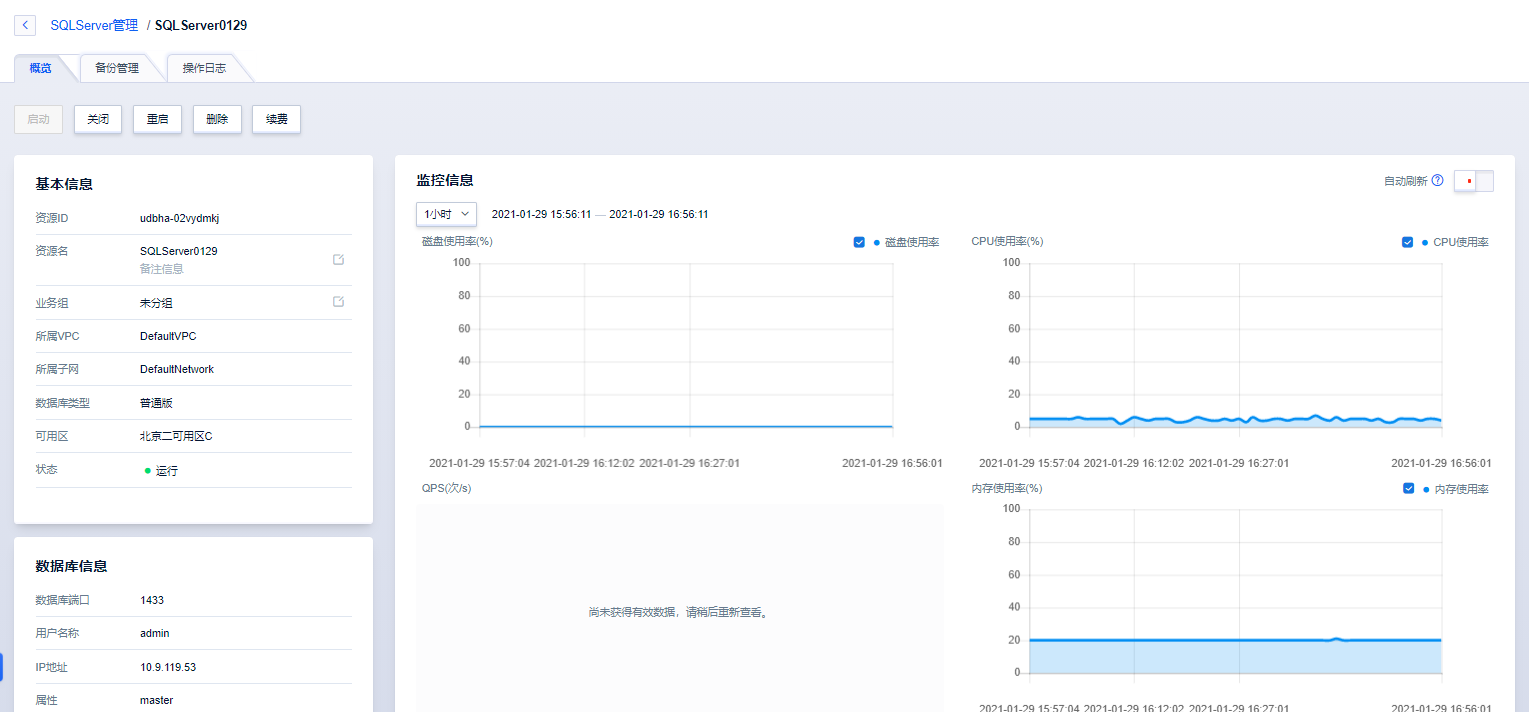 SQLServer管理 / SQLServer0129
概览 备份管理 操作日志
启动 关闭 重启 删除 续费
基本信息
资源ID udbha-02vydmkj
资源名 SQLServer0129
备注信息
业务组 未分组
所属VPC DefaultVPC
所属子网 DefaultNetwork
数据库类型 普通版
可用区 北京二可用区C
状态 运行
数据库信息
数据库端口 1433
用户名称 admin
IP地址 10.9.119.53
属性 master
监控信息
自动刷新
1小时 2021-01-29 15:56:11 — 2021-01-29 16:56:11
磁盘使用率(%) 磁盘使用率
100
80
60
40
20
0
2021-01-29 15:57:04 2021-01-29 16:12:02 2021-01-29 16:27:01 2021-01-29 16:56:01
CPU使用率(%) CPU使用率
100
80
60
40
20
0
2021-01-29 15:57:04 2021-01-29 16:12:02 2021-01-29 16:27:01 2021-01-29 16:56:01
QPS(次/s)
尚未获得有效数据，请稍后重新查看。
内存使用率(%) 内存使用率
100
80
60
40
20
0
2021-01-29 15:57:04 2021-01-29 16:12:02 2021-01-29 16:27:01 2021-01-29 16:56:01